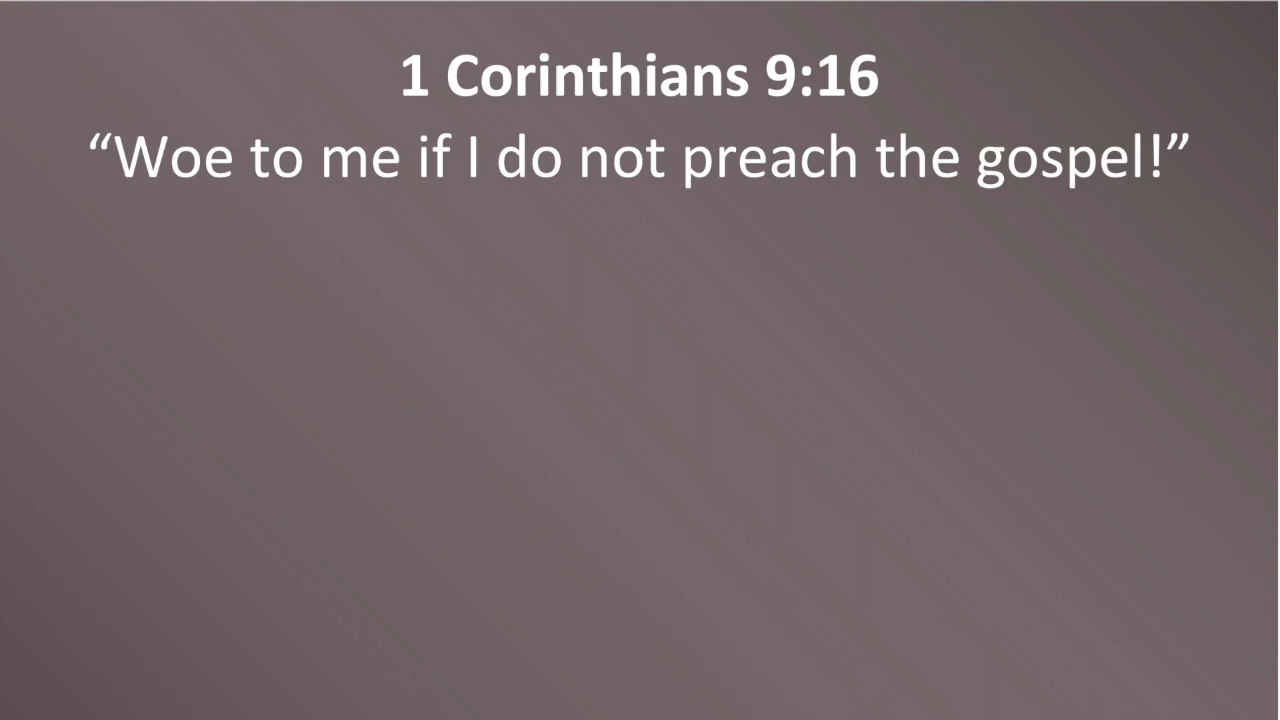 1 Corinthians 9:16
“Woe to me if I do not preach the gospel!”